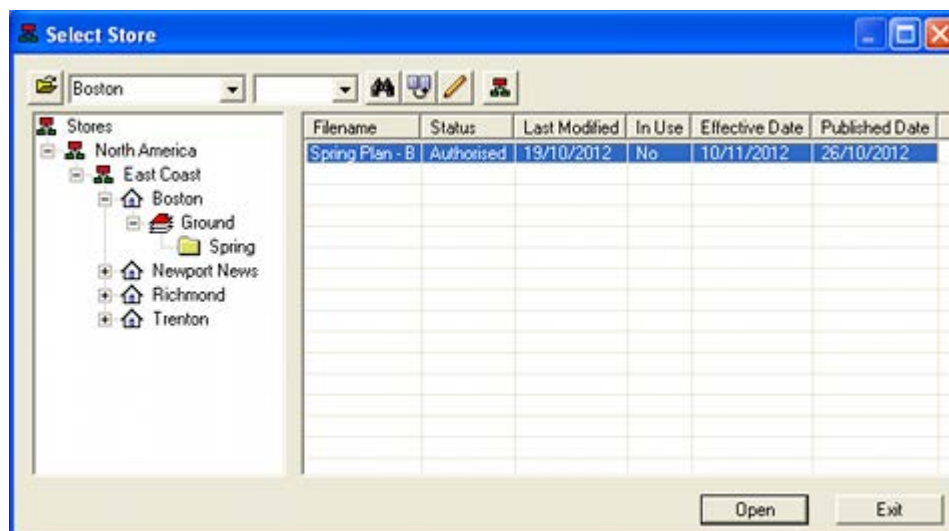 Select Store
Boston
Stores
North America
East Coast
Boston
Ground
Spring
Newport News
Richmond
Trenton
Filename Status Last Modified In Use Effective Date Published Date
Spring Plan - B Authorised 19/10/2012 No 10/11/2012 26/10/2012
Open Exit